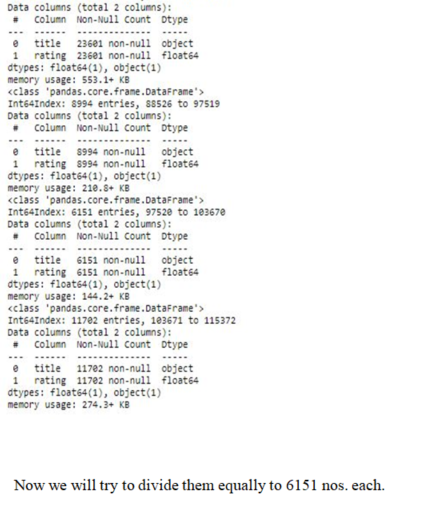 Data columns (total 2 columns):
#   Column  Non-Null Count  Dtype
---  ------  --------------  -----
0   title   23601 non-null  object
1   rating  23601 non-null  float64
dtypes: float64(1), object(1)
memory usage: 553.1+ KB
<class 'pandas.core.frame.DataFrame'>
Int64Index: 8994 entries, 88526 to 97519
Data columns (total 2 columns):
#   Column  Non-Null Count  Dtype
---  ------  --------------  -----
0   title   8994 non-null   object
1   rating  8994 non-null   float64
dtypes: float64(1), object(1)
memory usage: 210.8+ KB
<class 'pandas.core.frame.DataFrame'>
Int64Index: 6151 entries, 97520 to 103670
Data columns (total 2 columns):
#   Column  Non-Null Count  Dtype
---  ------  --------------  -----
0   title   6151 non-null   object
1   rating  6151 non-null   float64
dtypes: float64(1), object(1)
memory usage: 144.2+ KB
<class 'pandas.core.frame.DataFrame'>
Int64Index: 11702 entries, 103671 to 115372
Data columns (total 2 columns):
#   Column  Non-Null Count  Dtype
---  ------  --------------  -----
0   title   11702 non-null  object
1   rating  11702 non-null  float64
dtypes: float64(1), object(1)
memory usage: 274.3+ KB
Now we will try to divide them equally to 6151 nos. each.